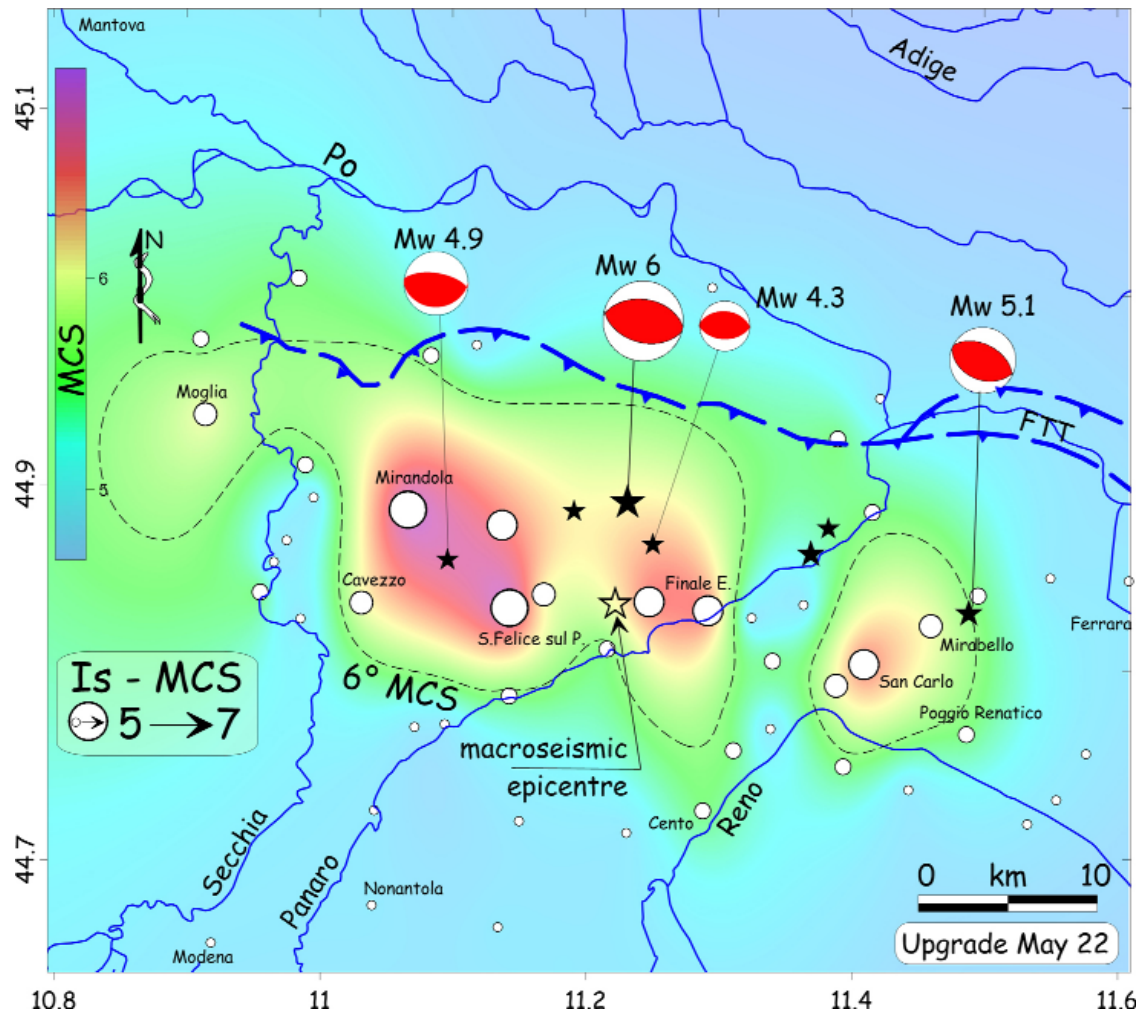 Mantova
Adige
45.1
Po
N
Mw 4.9
Mw 6
Mw 4.3
Mw 5.1
6
MCS
5
Moglia
FTT
44.9
Mirandola
Cavezzo
Finale E.
S.Felice sul P.
Ferrara
Mirabello
San Carlo
Poggio Renatico
6° MCS
Is - MCS
5 → 7
macroseismic
epicentre
Cento
Reno
44.7
Secchia
Panaro
Nonantola
Modena
0 km 10
Upgrade May 22
10.8 11 11.2 11.4 11.6